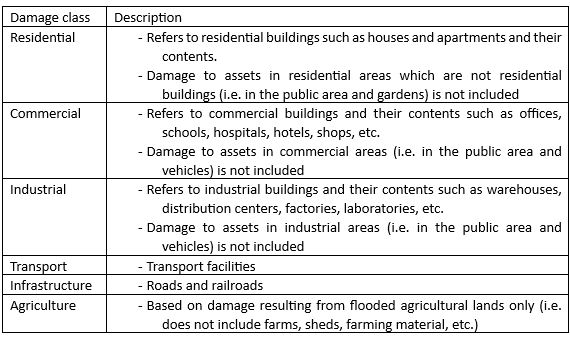 Damage class Description
Residential - Refers to residential buildings such as houses and apartments and their
contents.
- Damage to assets in residential areas which are not residential
buildings (i.e. in the public area and gardens) is not included
Commercial - Refers to commercial buildings and their contents such as offices,
schools, hospitals, hotels, shops, etc.
- Damage to assets in commercial areas (i.e. in the public area and
vehicles) is not included
Industrial - Refers to industrial buildings and their contents such as warehouses,
distribution centers, factories, laboratories, etc.
- Damage to assets in industrial areas (i.e. in the public area and
vehicles) is not included
Transport - Transport facilities
Infrastructure - Roads and railroads
Agriculture - Based on damage resulting from flooded agricultural lands only (i.e.
does not include farms, sheds, farming material, etc.)